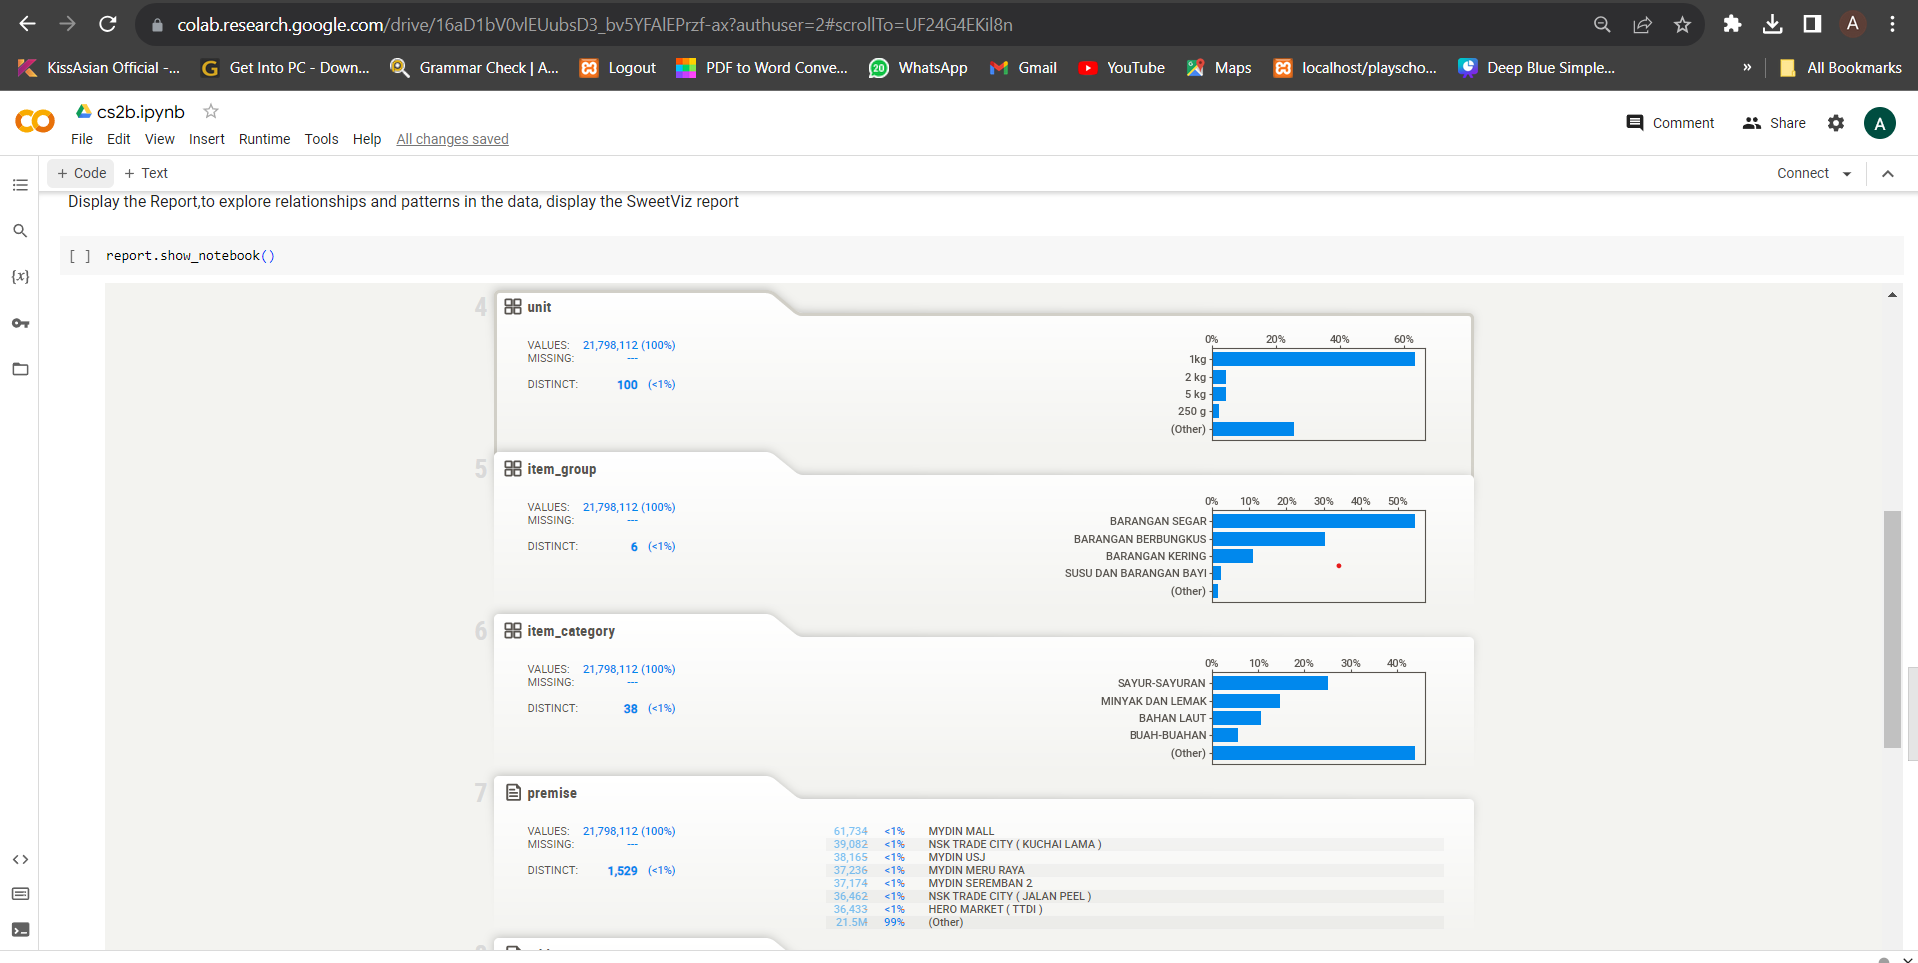 colab.research.google.com/drive/16aD1bV0vlEUubsD3_bv5YFAlEPrzf-ax?authuser=2#scrollTo=UF24G4EKil8n
A
KissAsian Official -...
Get Into PC - Down...
Grammar Check | A...
Logout
PDF to Word Conve...
20
WhatsApp
Gmail
YouTube
Maps
localhost/playscho...
Deep Blue Simple...
»
All Bookmarks
cs2b.ipynb
File Edit View Insert Runtime Tools Help All changes saved
Comment
Share
A
+ Code + Text
Connect
Display the Report,to explore relationships and patterns in the data, display the SweetViz report
[ ] report.show_notebook()
{x}
4
unit
VALUES: 21,798,112 (100%)
MISSING: ---
DISTINCT: 100 (<1%)
0% 20% 40% 60%
1kg
2 kg
5 kg
250 g
(Other)
5
item_group
VALUES: 21,798,112 (100%)
MISSING: ---
DISTINCT: 6 (<1%)
0% 10% 20% 30% 40% 50%
BARANGAN SEGAR
BARANGAN BERBUNGKUS
BARANGAN KERING
SUSU DAN BARANGAN BAYI
(Other)
6
item_category
VALUES: 21,798,112 (100%)
MISSING: ---
DISTINCT: 38 (<1%)
0% 10% 20% 30% 40%
SAYUR-SAYURAN
MINYAK DAN LEMAK
BAHAN LAUT
BUAH-BUAHAN
(Other)
7
premise
VALUES: 21,798,112 (100%)
MISSING: ---
DISTINCT: 1,529 (<1%)
61,734 <1% MYDIN MALL
39,082 <1% NSK TRADE CITY ( KUCHAI LAMA )
38,165 <1% MYDIN USJ
37,236 <1% MYDIN MERU RAYA
37,174 <1% MYDIN SEREMBAN 2
36,462 <1% NSK TRADE CITY ( JALAN PEEL )
36,433 <1% HERO MARKET ( TTDI )
21.5M 99% (Other)